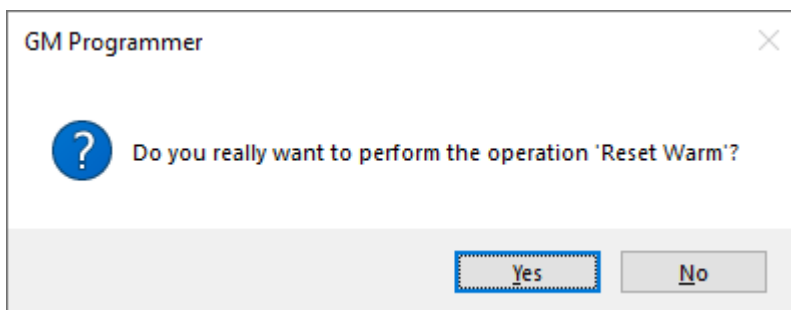 GM Programmer
Do you really want to perform the operation 'Reset Warm'?
Yes
No